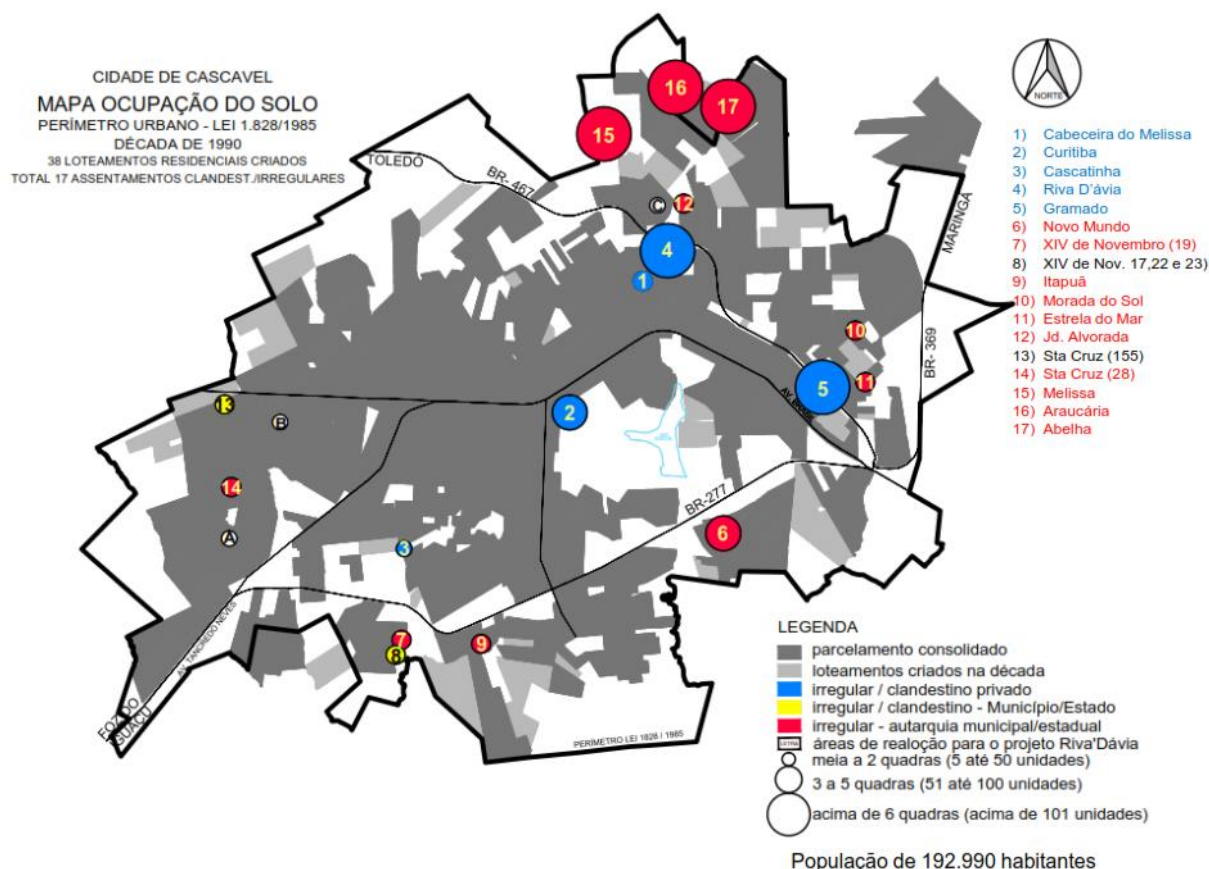 CIDADE DE CASCAVEL
MAPA OCUPAÇÃO DO SOLO
PERÍMETRO URBANO - LEI 1.828/1985
DÉCADA DE 1990
38 LOTEAMENTOS RESIDENCIAIS CRIADOS
TOTAL 17 ASSENTAMENTOS CLANDEST./IRREGULARES
NORTE
1) Cabeceira do Melissa
2) Curitiba
3) Cascatinha
4) Riva D'ávia
5) Gramado
6) Novo Mundo
7) XIV de Novembro (19)
8) XIV de Nov. 17,22 e 23)
9) Itapuã
10) Morada do Sol
11) Estrela do Mar
12) Jd. Alvorada
13) Sta Cruz (155)
14) Sta Cruz (28)
15) Melissa
16) Araucária
17) Abelha
TOLEDO
BR- 467
MARINGÁ
BR- 369
AV. BRASIL
BR-277
AV. TANCREDO NEVES
FOZ DO
IGUAÇU
PERÍMETRO LEI 1828 / 1985
16
17
15
C
12
4
1
10
5
11
2
13
B
14
6
A
3
7
9
8
LEGENDA
parcelamento consolidado
loteamentos criados na década
irregular / clandestino privado
irregular / clandestino - Município/Estado
irregular - autarquia municipal/estadual
LETRA áreas de realoção para o projeto Riva'Dávia
meia a 2 quadras (5 até 50 unidades)
3 a 5 quadras (51 até 100 unidades)
acima de 6 quadras (acima de 101 unidades)
População de 192.990 habitantes